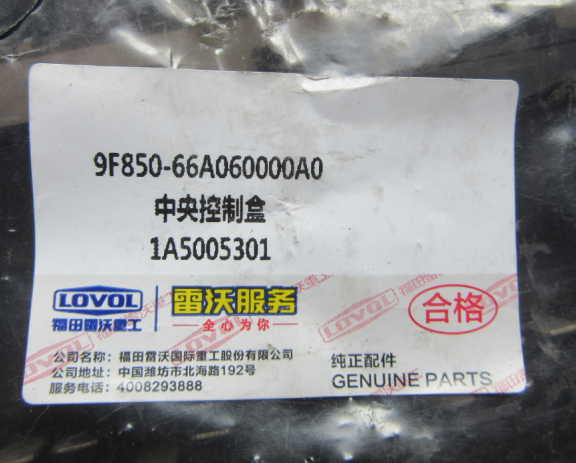 9F850-66A060000A0
中央控制盒
1A5005301
LOVOL
福田雷沃重工
雷沃服务
全心为你
合格
公司名称：福田雷沃国际重工股份有限公司
公司地址：中国潍坊市北海路192号
服务电话：4008293888
纯正配件
GENUINE PARTS